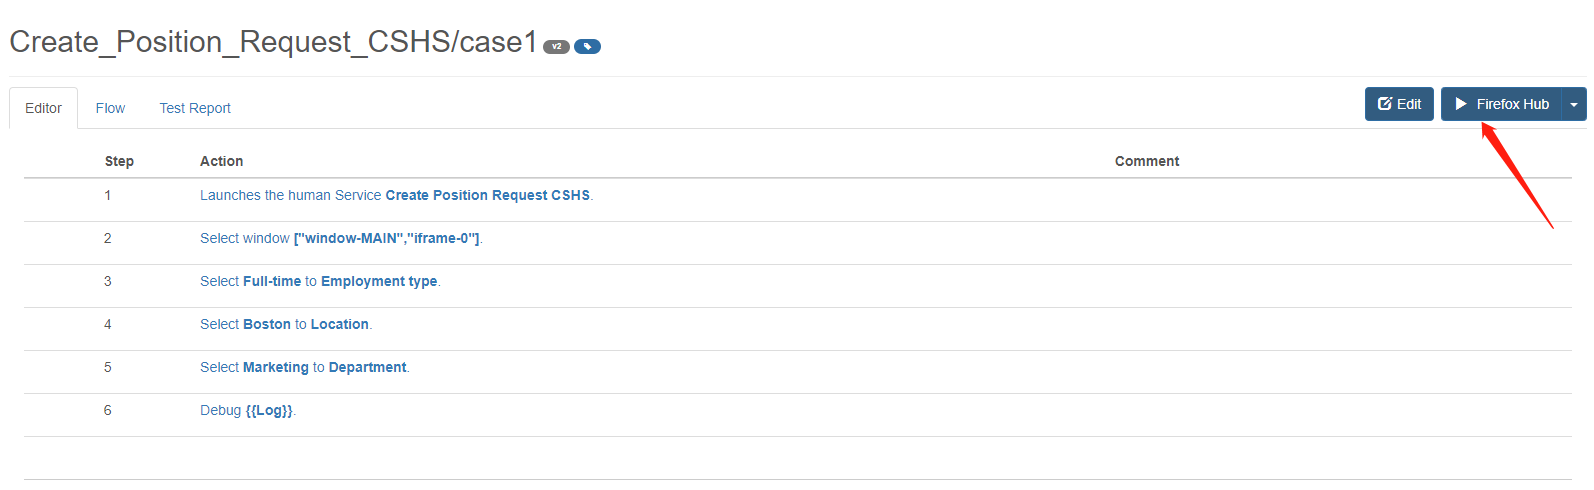 Create_Position_Request_CSHS/case1 v2
Editor Flow Test Report Edit Firefox Hub
Step Action Comment
1 Launches the human Service Create Position Request CSHS.
2 Select window ["window-MAIN","iframe-0"].
3 Select Full-time to Employment type.
4 Select Boston to Location.
5 Select Marketing to Department.
6 Debug {{Log}}.